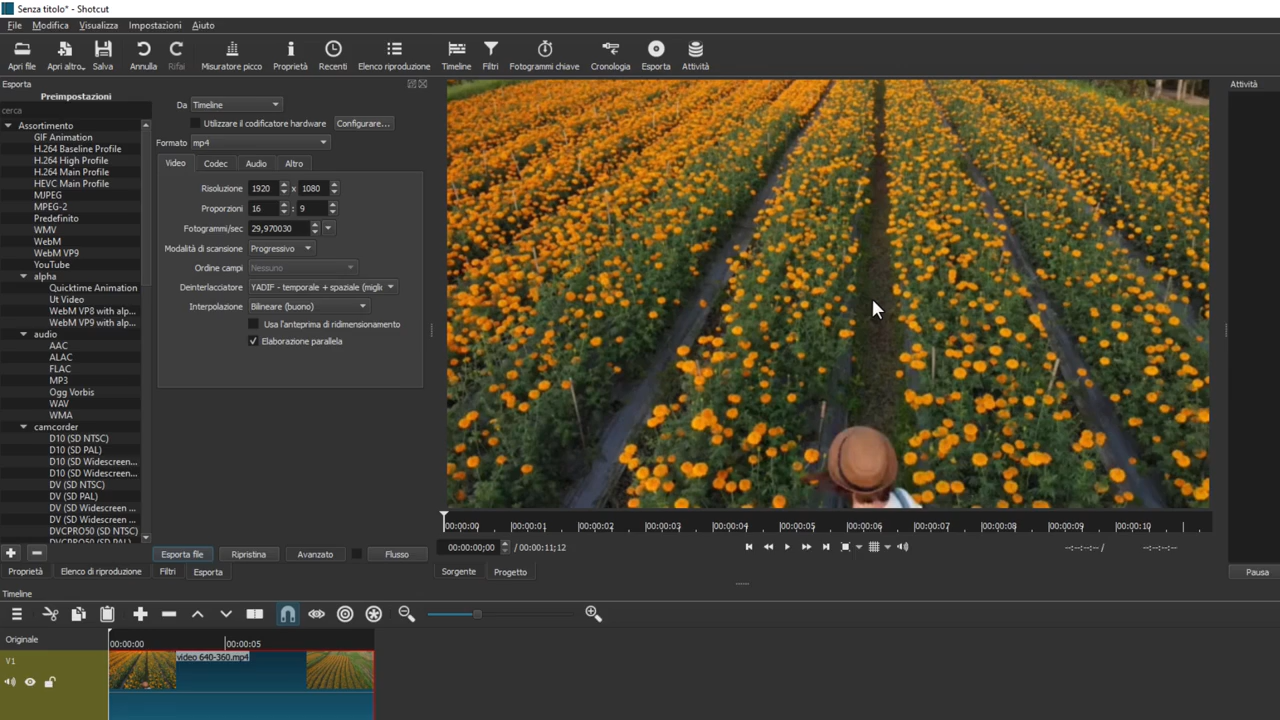 Senza titolo* - Shotcut
File Modifica Visualizza Impostazioni Aiuto
Apri file Apri altro.. Salva Annulla Rifai Misuratore picco Proprietà Recenti Elenco riproduzione Timeline Filtri Fotogrammi chiave Cronologia Esporta Attività
Esporta
Preimpostazioni
cerca
Assortimento
GIF Animation
H.264 Baseline Profile
H.264 High Profile
H.264 Main Profile
HEVC Main Profile
MJPEG
MPEG-2
Predefinito
WMV
WebM
WebM VP9
YouTube
alpha
Quicktime Animation
Ut Video
WebM VP8 with alp...
WebM VP9 with alp...
audio
AAC
ALAC
FLAC
MP3
Ogg Vorbis
WAV
WMA
camcorder
D10 (SD NTSC)
D10 (SD PAL)
D10 (SD Widescreen...
D10 (SD Widescreen...
DV (SD NTSC)
DV (SD PAL)
DV (SD Widescreen ...
DV (SD Widescreen ...
DVCPRO50 (SD NTSC)
Da Timeline
Utilizzare il codificatore hardware Configurare...
Formato mp4
Video Codec Audio Altro
Risoluzione 1920 x 1080
Proporzioni 16 : 9
Fotogrammi/sec 29,970030
Modalità di scansione Progressivo
Ordine campi Nessuno
Deinterlacciatore YADIF - temporale + spaziale (miglic
Interpolazione Bilineare (buono)
Usa l'anteprima di ridimensionamento
Elaborazione parallela
Esporta file Ripristina Avanzato Flusso
Proprietà Elenco di riproduzione Filtri Esporta
00:00:00 00:00:01 00:00:02 00:00:03 00:00:04 00:00:05 00:00:06 00:00:07 00:00:08 00:00:09 00:00:10
00:00:00;00 / 00:00:11;12 --:--:--:-- / --:--:--:--
Sorgente Progetto
Attività
Pausa
Timeline
Originale
00:00:00 00:00:05
V1
video 640-360.mp4